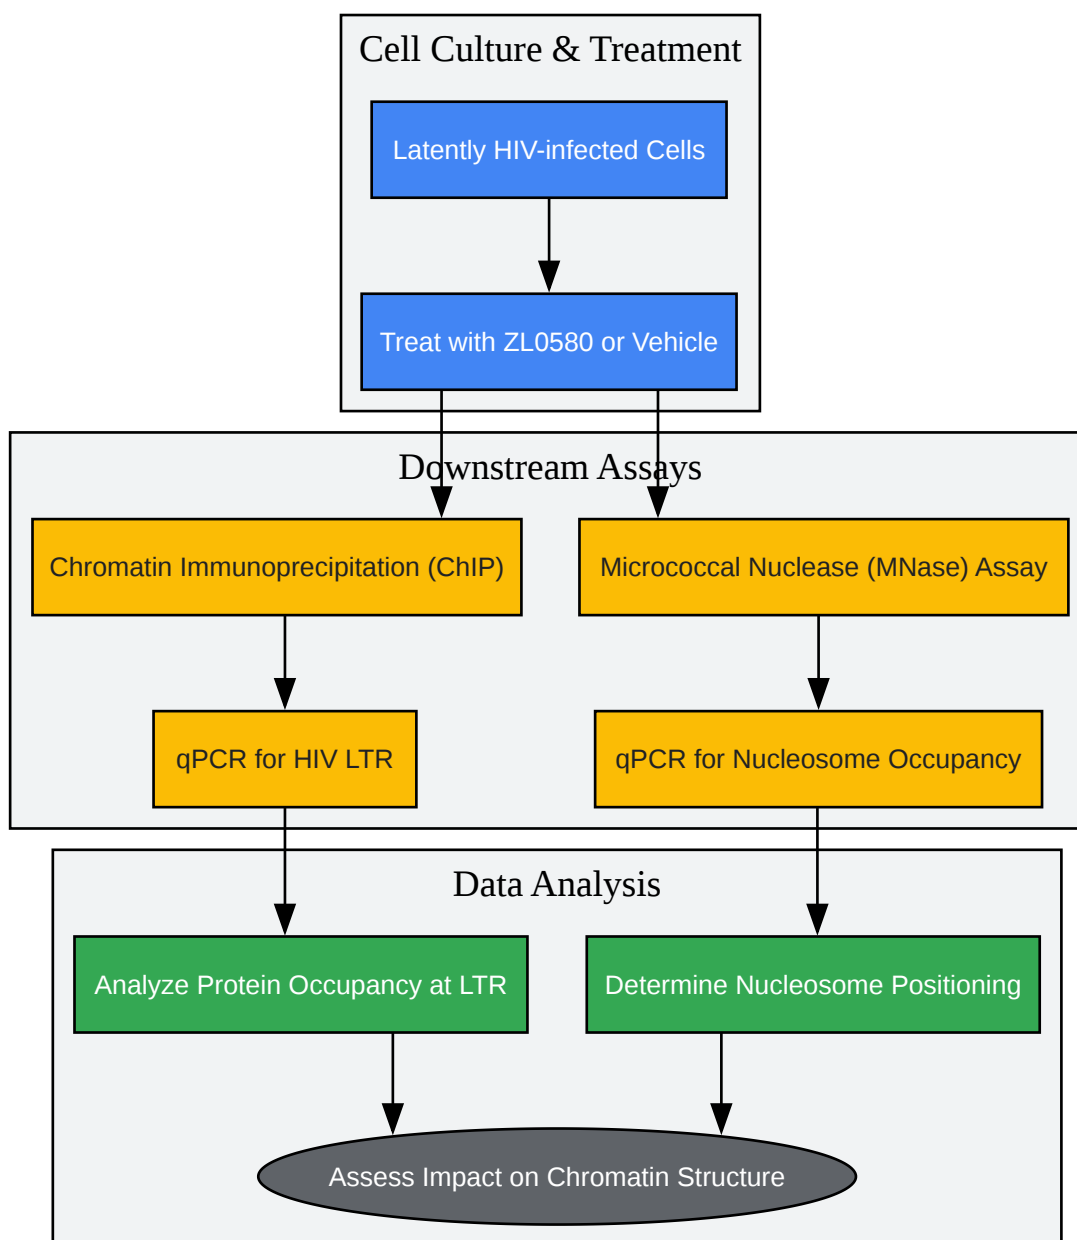 Cell Culture & Treatment
Latently HIV-infected Cells
Treat with ZL0580 or Vehicle
Downstream Assays
Chromatin Immunoprecipitation (ChIP)
Micrococcal Nuclease (MNase) Assay
qPCR for HIV LTR
qPCR for Nucleosome Occupancy
Data Analysis
Analyze Protein Occupancy at LTR
Determine Nucleosome Positioning
Assess Impact on Chromatin Structure